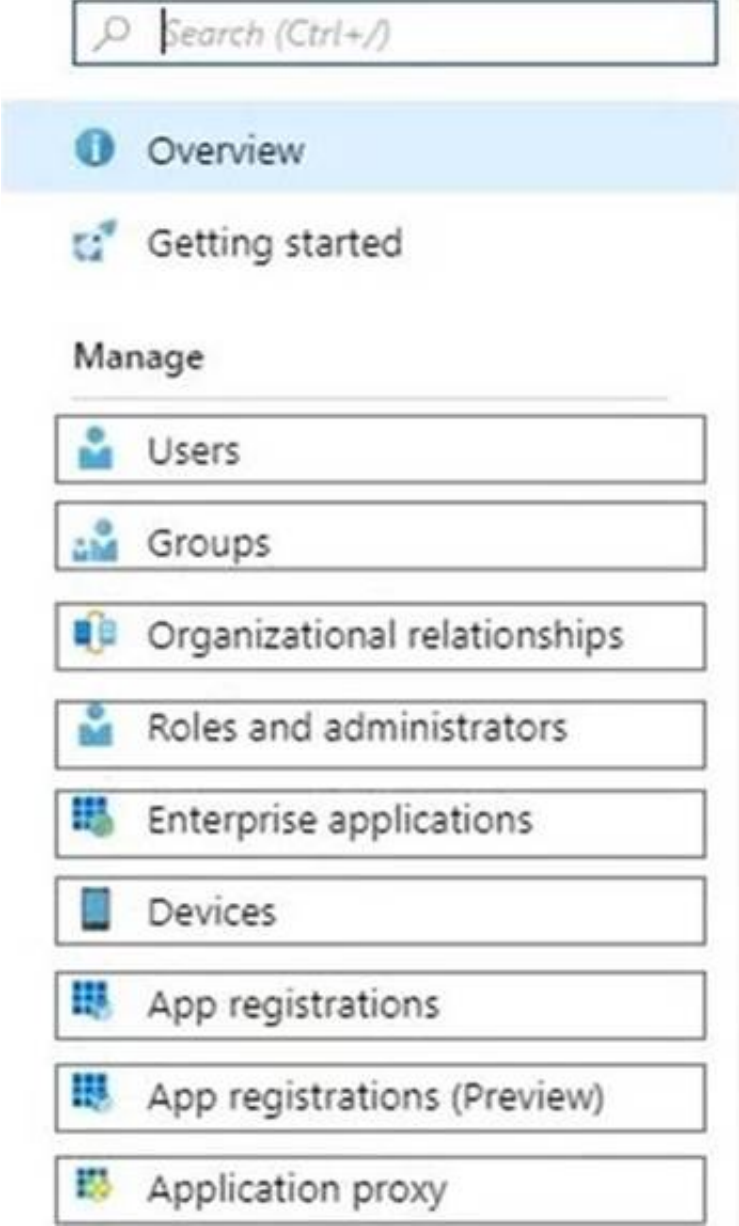 Search (Ctrl+/)
Overview
Getting started
Manage
Users
Groups
Organizational relationships
Roles and administrators
Enterprise applications
Devices
App registrations
App registrations (Preview)
Application proxy